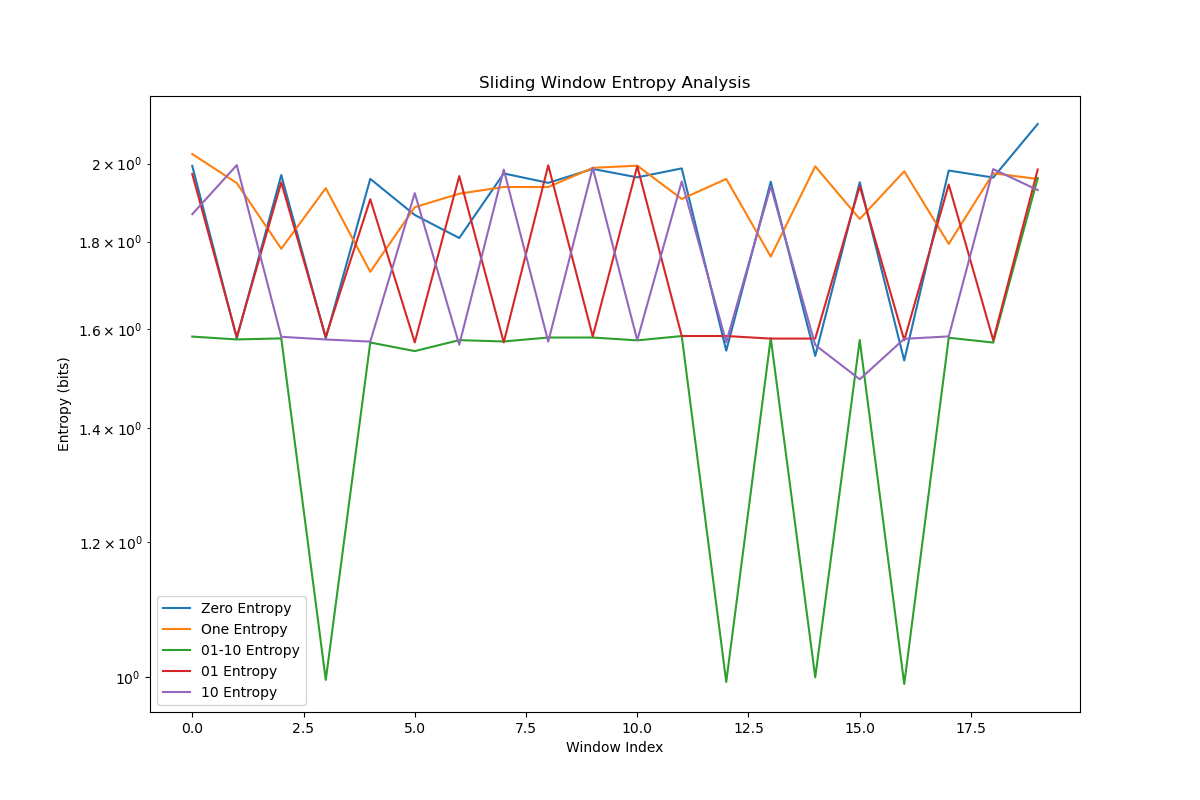 Sliding Window Entropy Analysis
Entropy (bits)
2 × 10⁰
1.8 × 10⁰
1.6 × 10⁰
1.4 × 10⁰
1.2 × 10⁰
10⁰
Zero Entropy
One Entropy
01-10 Entropy
01 Entropy
10 Entropy
0.0 2.5 5.0 7.5 10.0 12.5 15.0 17.5
Window Index